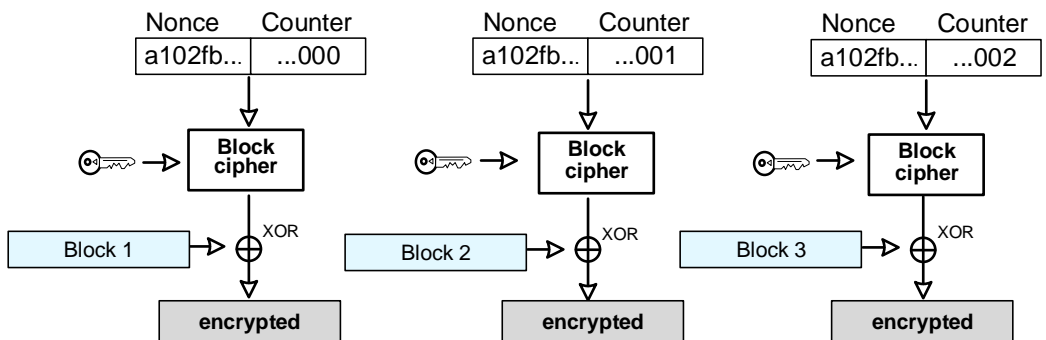 Nonce Counter
a102fb... ...000
Block
cipher
XOR
Block 1
encrypted
Nonce Counter
a102fb... ...001
Block
cipher
XOR
Block 2
encrypted
Nonce Counter
a102fb... ...002
Block
cipher
XOR
Block 3
encrypted